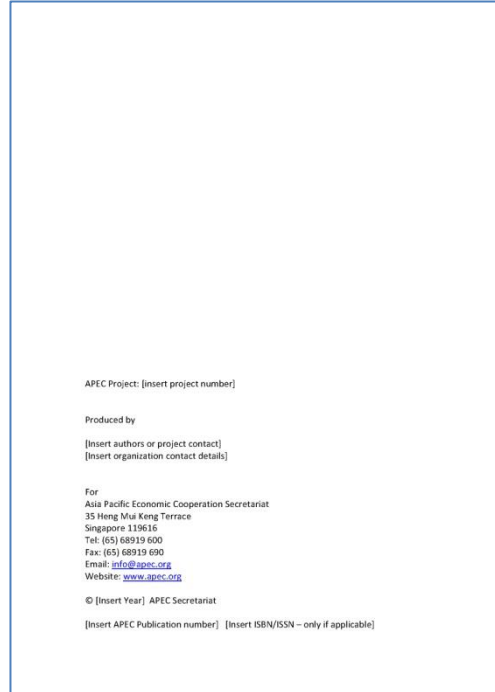 APEC Project: [insert project number]
Produced by
[Insert authors or project contact]
[Insert organization contact details]
For
Asia Pacific Economic Cooperation Secretariat
35 Heng Mui Keng Terrace
Singapore 119616
Tel: (65) 68919 600
Fax: (65) 68919 690
Email: info@apec.org
Website: www.apec.org
© [Insert Year] APEC Secretariat
[Insert APEC Publication number] [Insert ISBN/ISSN – only if applicable]